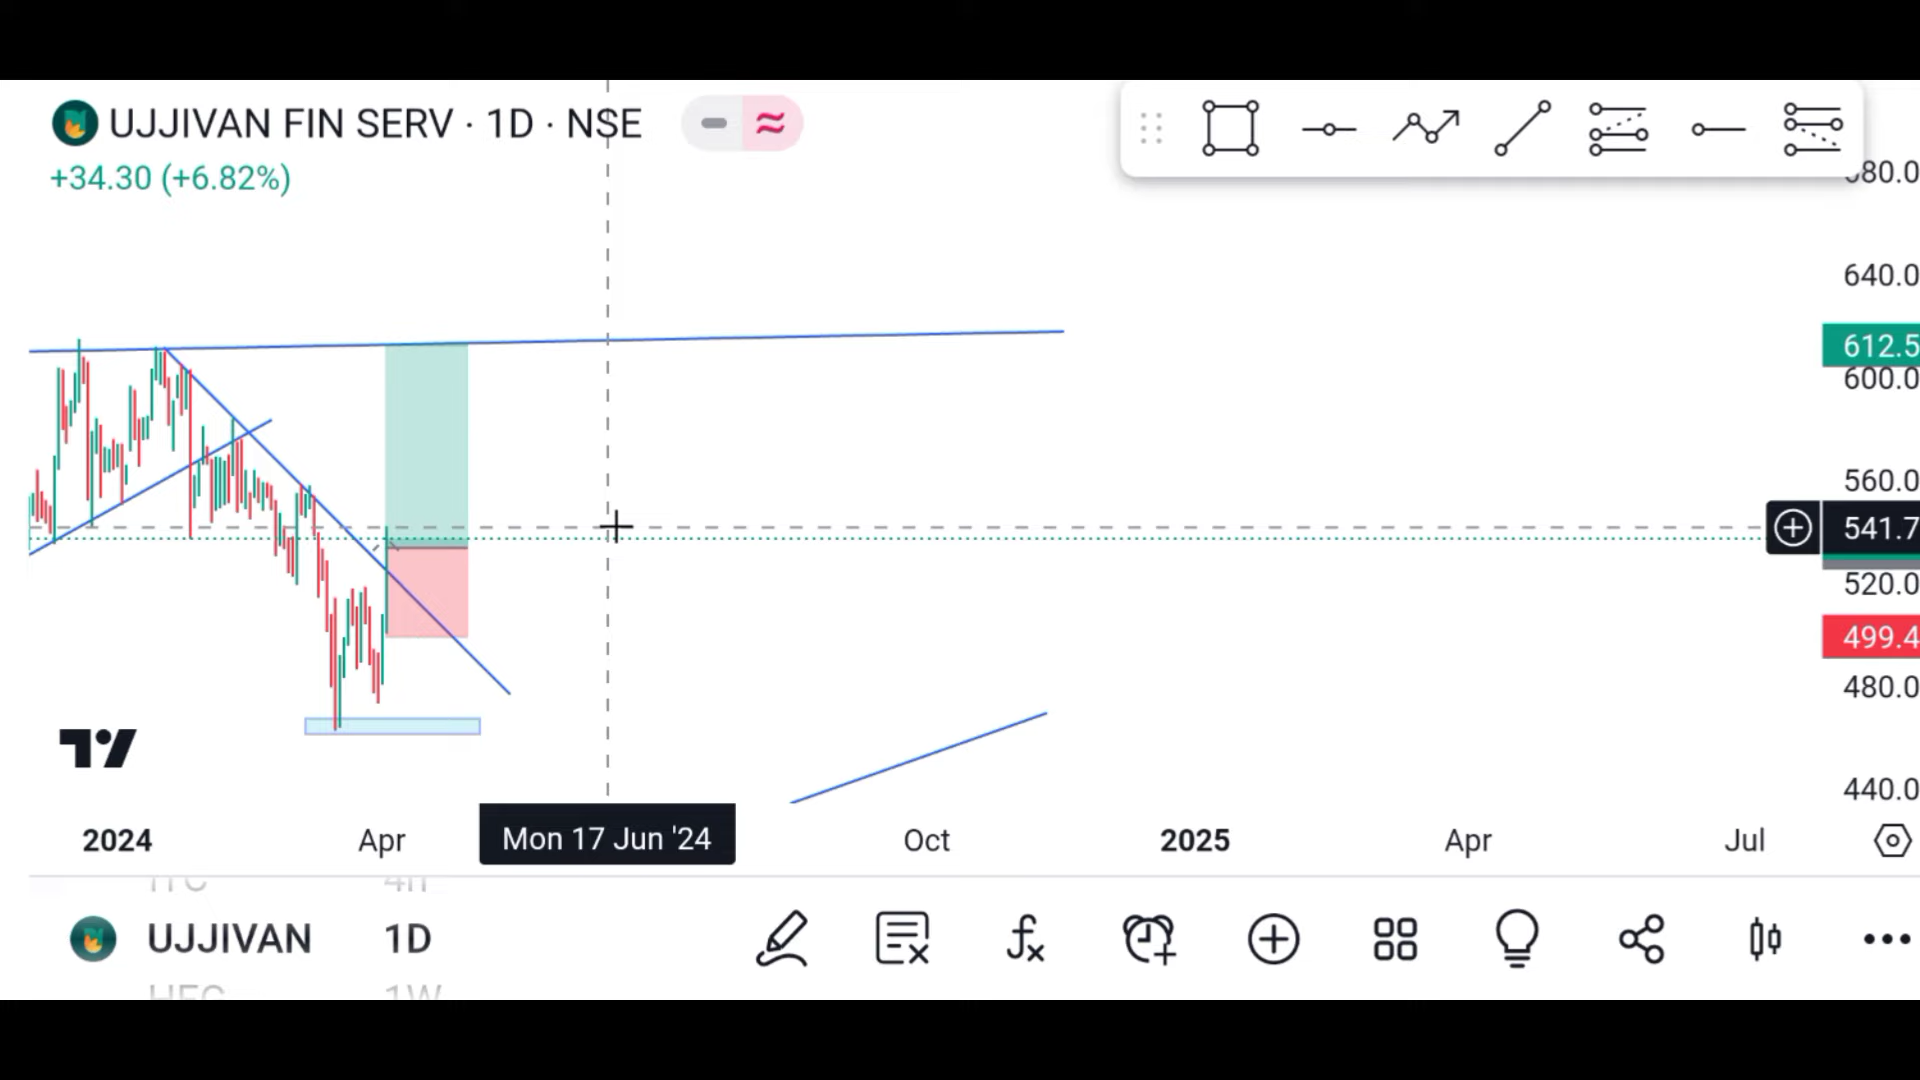 UJJIVAN FIN SERV · 1D · NSE
+34.30 (+6.82%)
640.0
612.5
600.0
560.0
541.7
520.0
499.4
480.0
440.0
2024
Apr
Mon 17 Jun '24
Oct
2025
Apr
Jul
UJJIVAN 1D